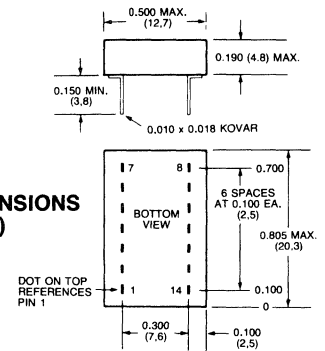 0.500 MAX.
(12,7)
0.190 (4.8) MAX.
0.150 MIN.
(3,8)
0.010 x 0.018 KOVAR
7
8
0.700
6 SPACES
AT 0.100 EA.
(2,5)
NSIONS
)
BOTTOM
VIEW
0.805 MAX.
(20,3)
DOT ON TOP
REFERENCES
PIN 1
1
14
0.100
0
0.300
(7,6)
0.100
(2,5)